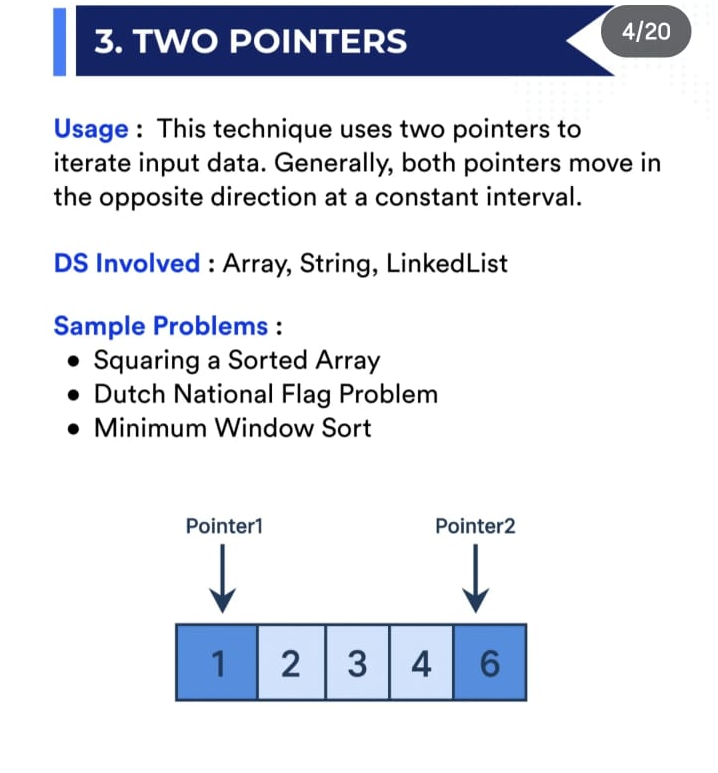 3. TWO POINTERS
4/20
Usage : This technique uses two pointers to
iterate input data. Generally, both pointers move in
the opposite direction at a constant interval.
DS Involved : Array, String, LinkedList
Sample Problems :
• Squaring a Sorted Array
• Dutch National Flag Problem
• Minimum Window Sort
Pointer1 Pointer2
1 2 3 4 6